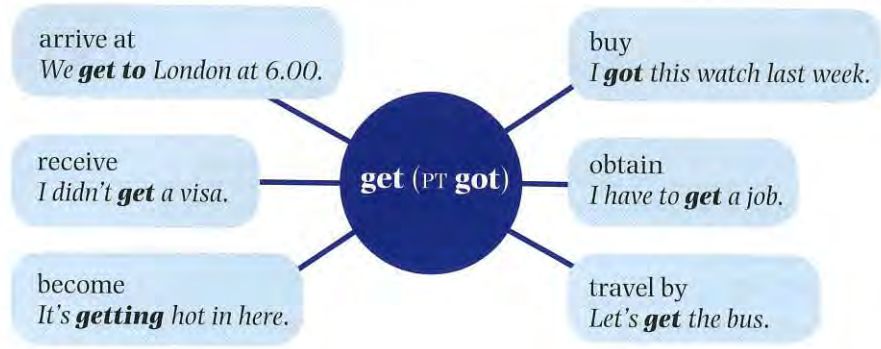 arrive at
We get to London at 6.00.
buy
I got this watch last week.
receive
I didn't get a visa.
get (PT got)
obtain
I have to get a job.
become
It's getting hot in here.
travel by
Let's get the bus.